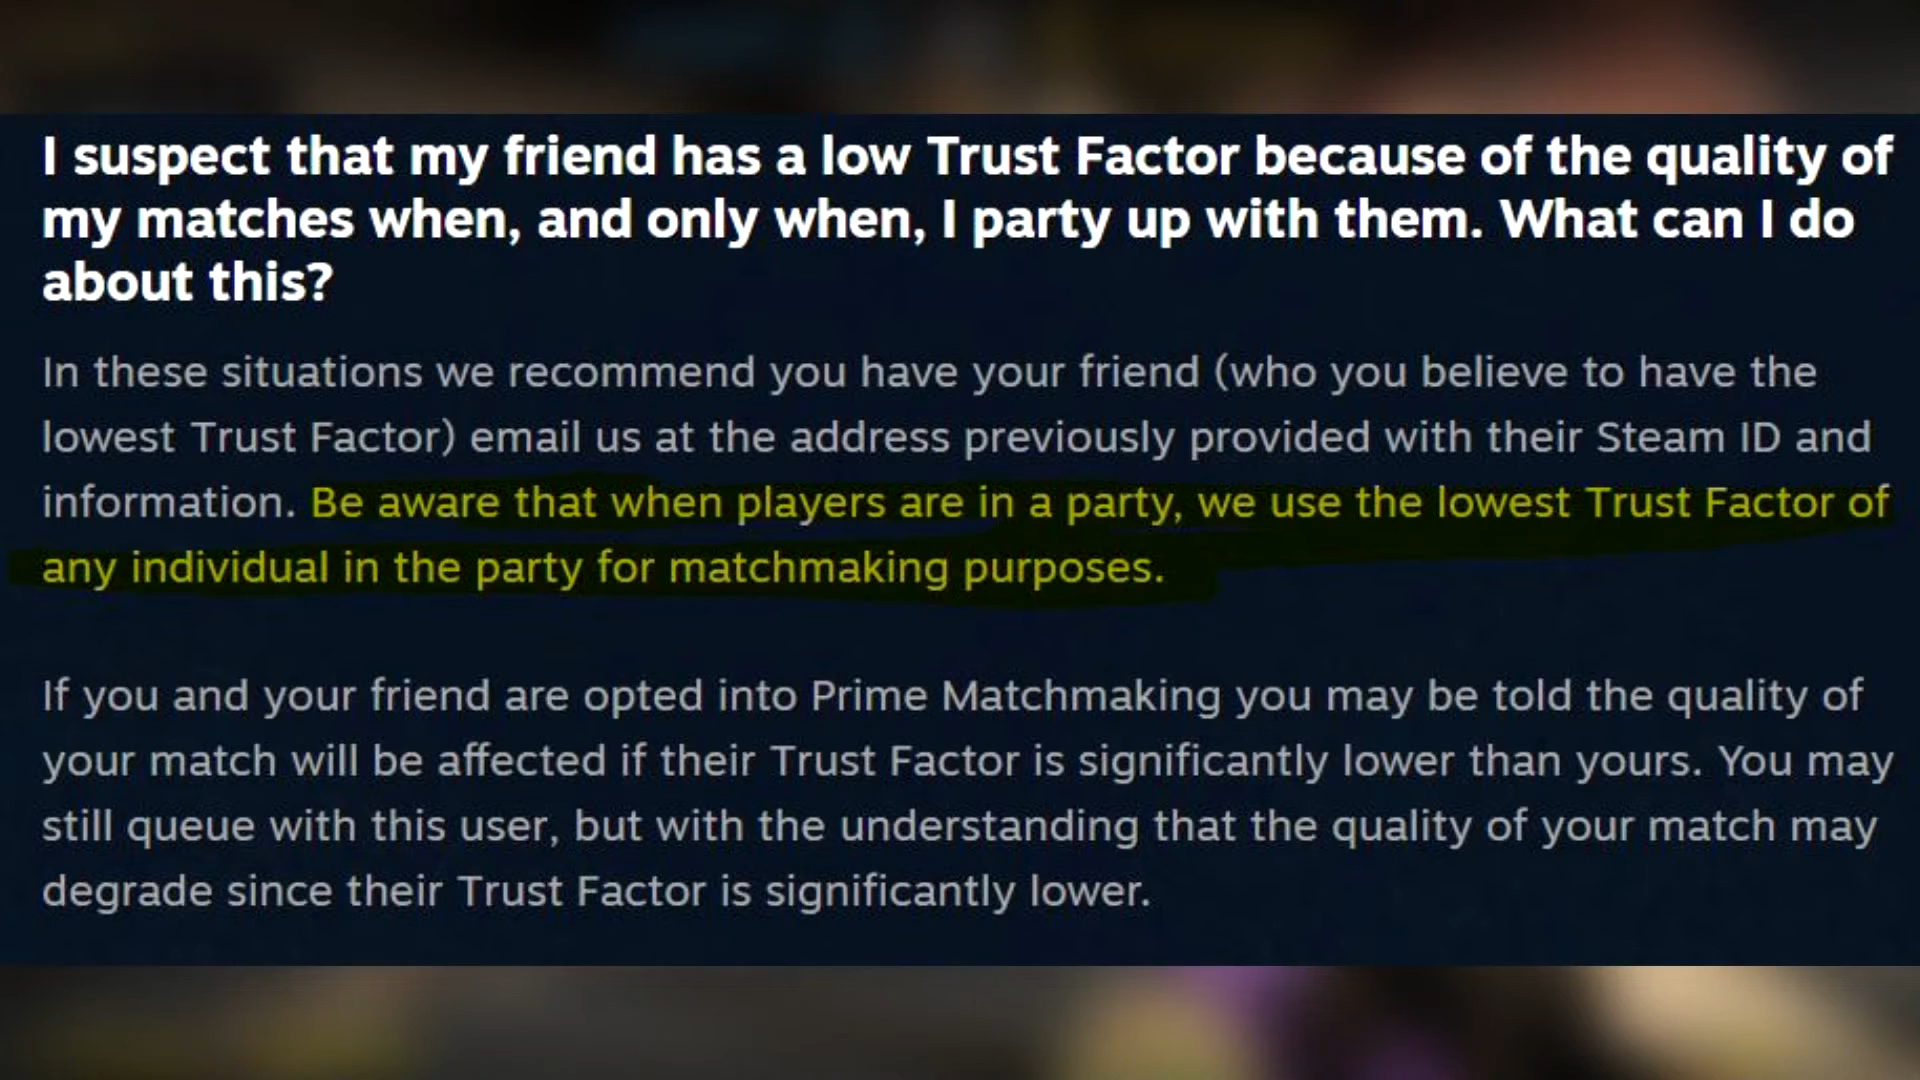 I suspect that my friend has a low Trust Factor because of the quality of
my matches when, and only when, I party up with them. What can I do
about this?
In these situations we recommend you have your friend (who you believe to have the
lowest Trust Factor) email us at the address previously provided with their Steam ID and
information. Be aware that when players are in a party, we use the lowest Trust Factor of
any individual in the party for matchmaking purposes.
If you and your friend are opted into Prime Matchmaking you may be told the quality of
your match will be affected if their Trust Factor is significantly lower than yours. You may
still queue with this user, but with the understanding that the quality of your match may
degrade since their Trust Factor is significantly lower.